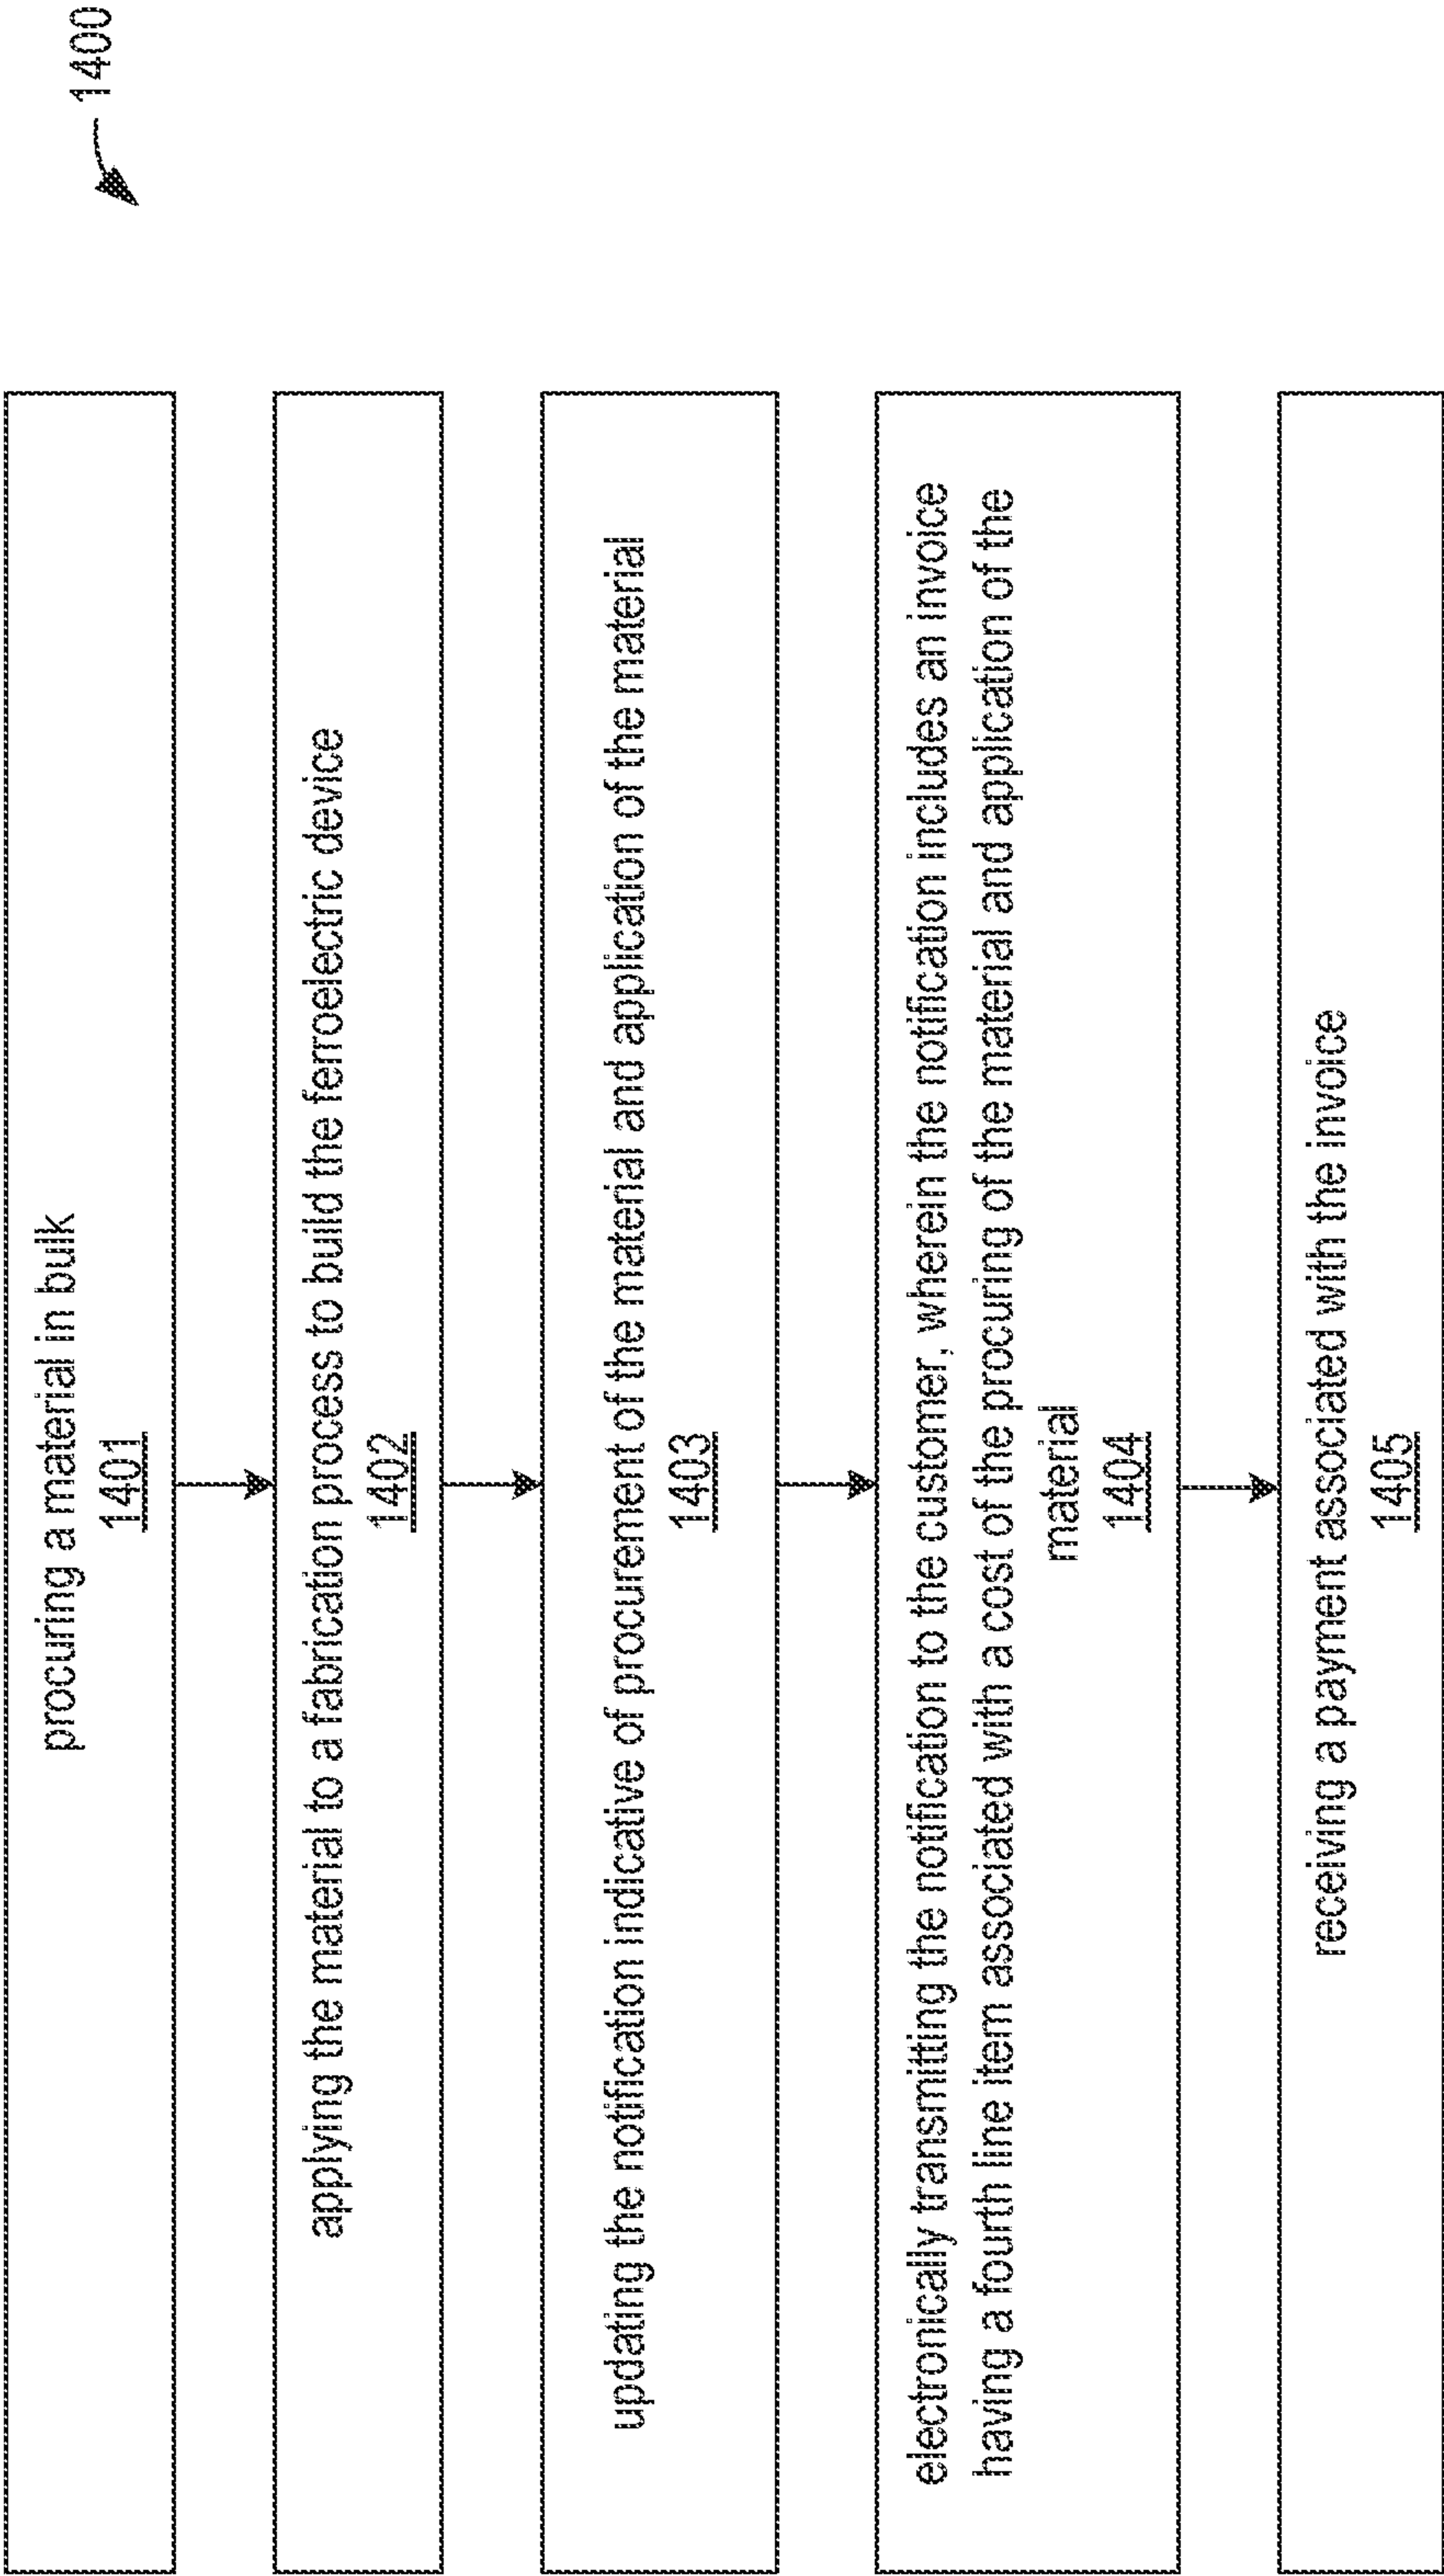 1400
procuring a material in bulk
1401
applying the material to a fabrication process to build the ferroelectric device
1402
updating the notification indicative of procurement of the material and application of the material
1403
electronically transmitting the notification to the customer, wherein the notification includes an invoice
having a fourth line item associated with a cost of the procuring of the material and application of the
material
1404
receiving a payment associated with the invoice
1405